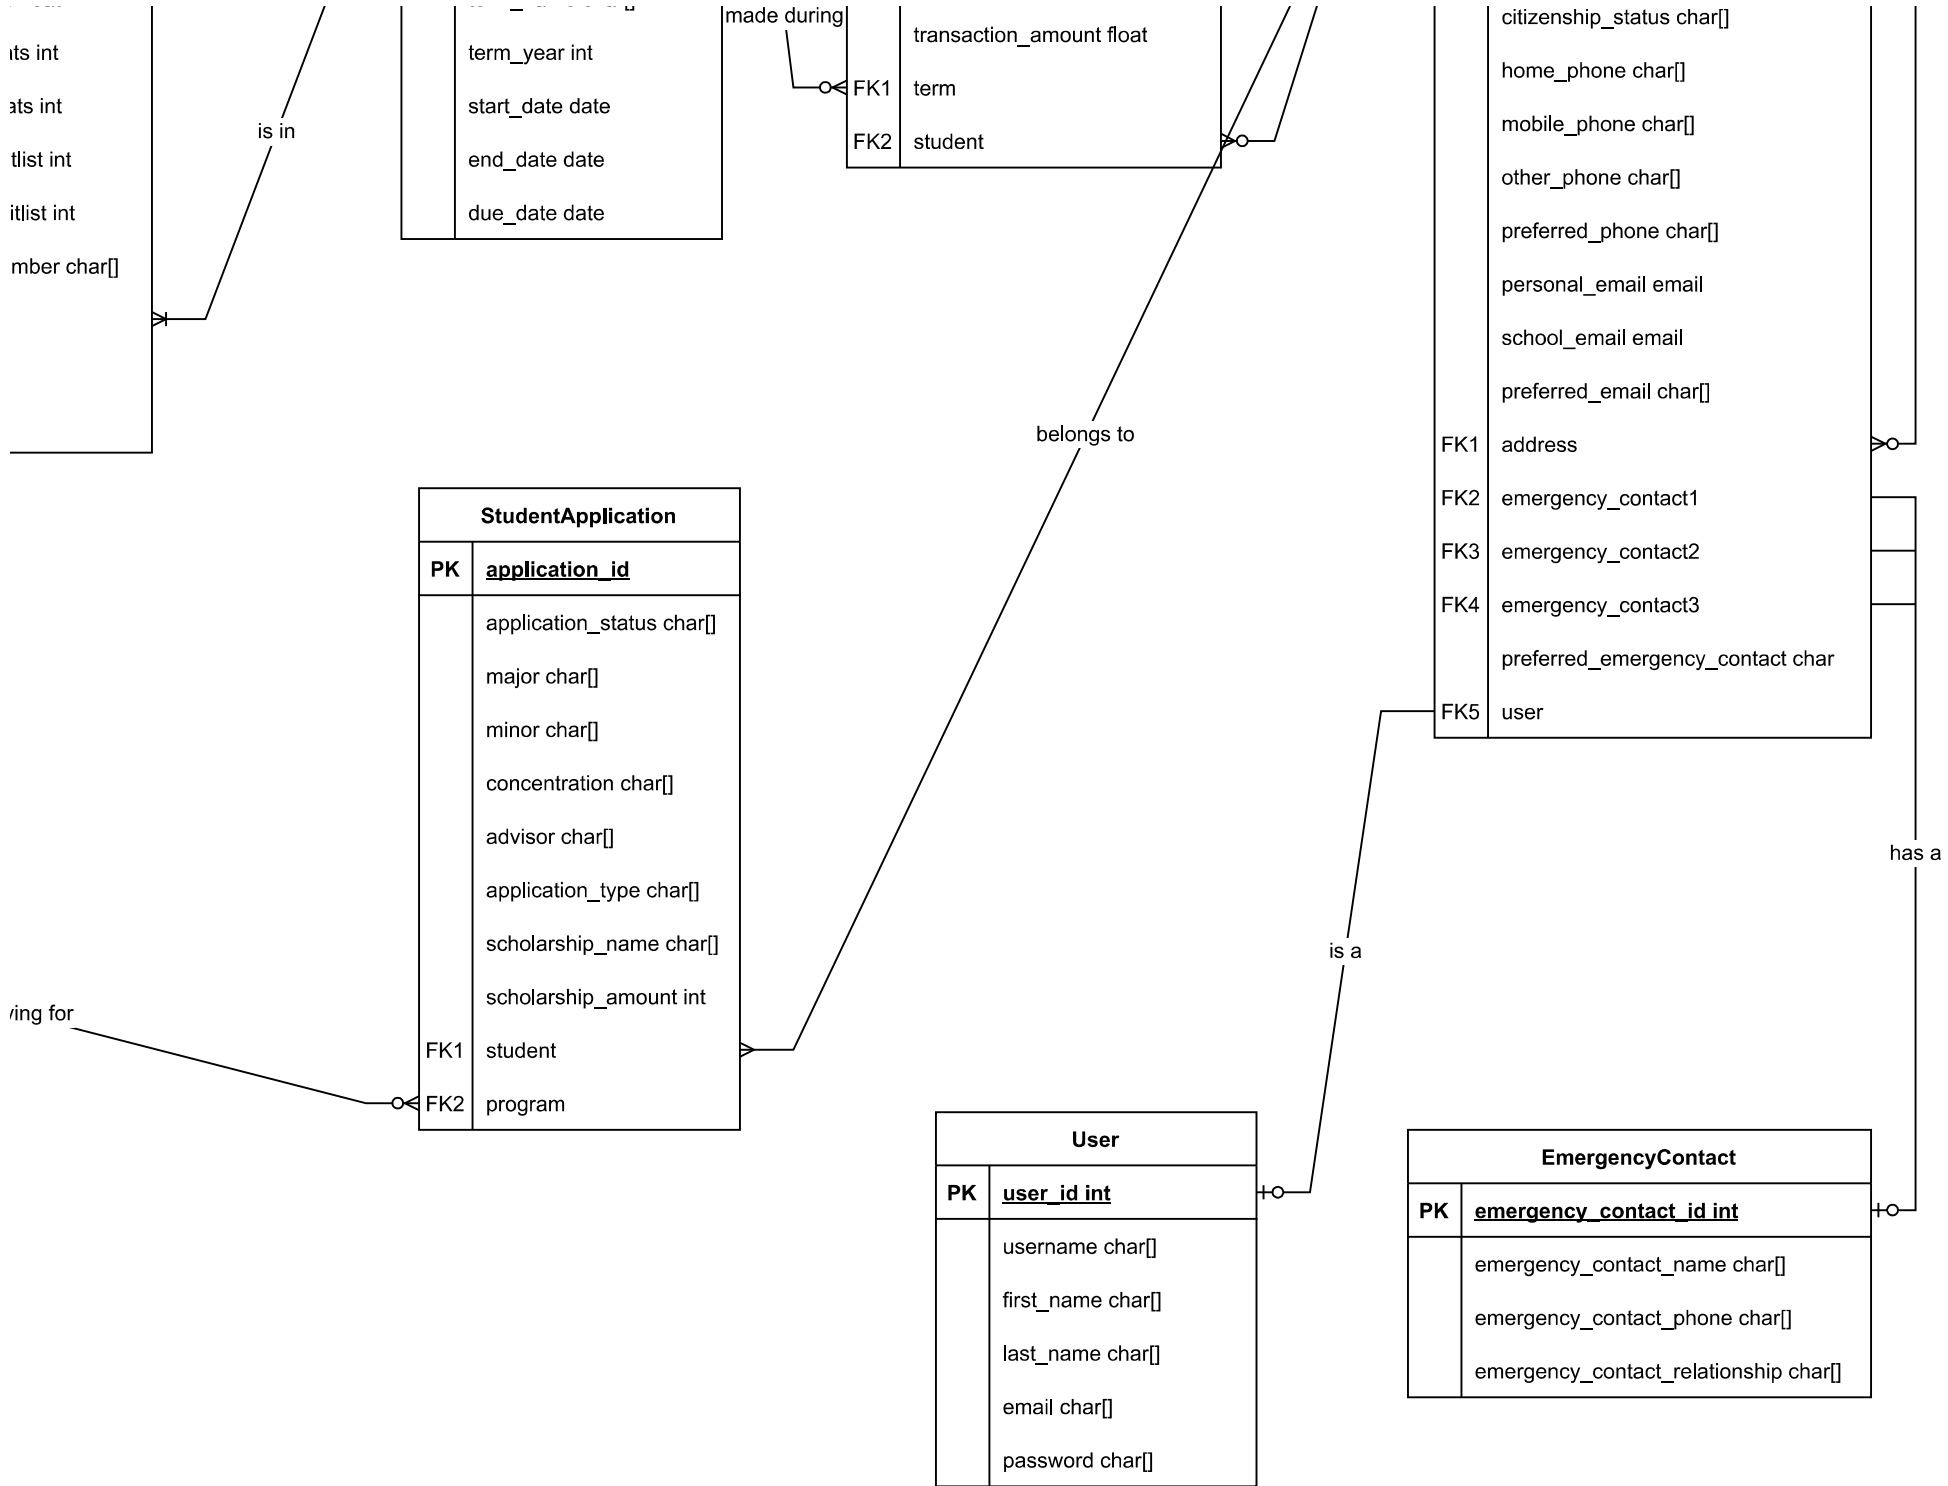 ats int
tlist int
itlist int
mber char[]
is in
term_year int
start_date date
end_date date
due_date date
made during
transaction_amount float
FK1 term
FK2 student
belongs to
citizenship_status char[]
home_phone char[]
mobile_phone char[]
other_phone char[]
preferred_phone char[]
personal_email email
school_email email
preferred_email char[]
FK1 address
FK2 emergency_contact1
FK3 emergency_contact2
FK4 emergency_contact3
preferred_emergency_contact char
FK5 user
StudentApplication
PK application_id
application_status char[]
major char[]
minor char[]
concentration char[]
advisor char[]
application_type char[]
scholarship_name char[]
scholarship_amount int
FK1 student
FK2 program
ying for
is a
has a
User
PK user_id int
username char[]
first_name char[]
last_name char[]
email char[]
password char[]
EmergencyContact
PK emergency_contact_id int
emergency_contact_name char[]
emergency_contact_phone char[]
emergency_contact_relationship char[]